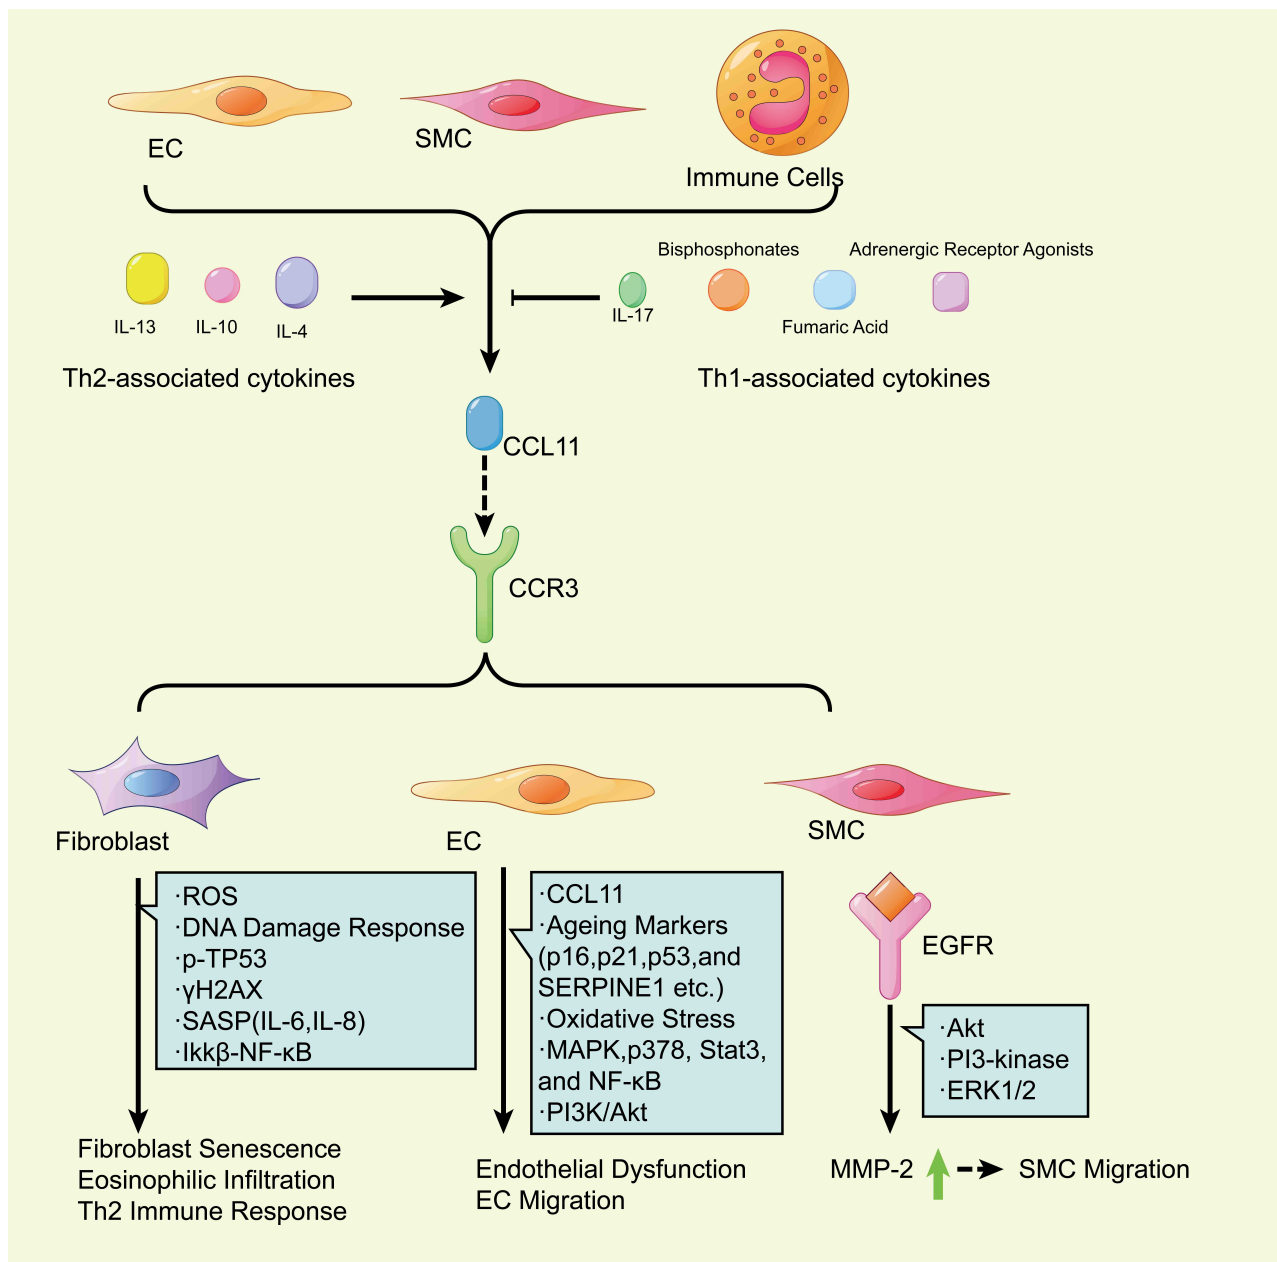 EC
SMC
Immune Cells
Bisphosphonates
Adrenergic Receptor Agonists
IL-13
IL-10
IL-4
IL-17
Fumaric Acid
Th2-associated cytokines
Th1-associated cytokines
CCL11
CCR3
Fibroblast
EC
SMC
·ROS
·DNA Damage Response
·p-TP53
·γH2AX
·SASP(IL-6,IL-8)
·Ikkβ-NF-κB
·CCL11
·Ageing Markers
(p16,p21,p53,and
SERPINE1 etc.)
·Oxidative Stress
·MAPK,p378, Stat3,
and NF-κB
·PI3K/Akt
EGFR
·Akt
·PI3-kinase
·ERK1/2
Fibroblast Senescence
Eosinophilic Infiltration
Th2 Immune Response
Endothelial Dysfunction
EC Migration
MMP-2
SMC Migration